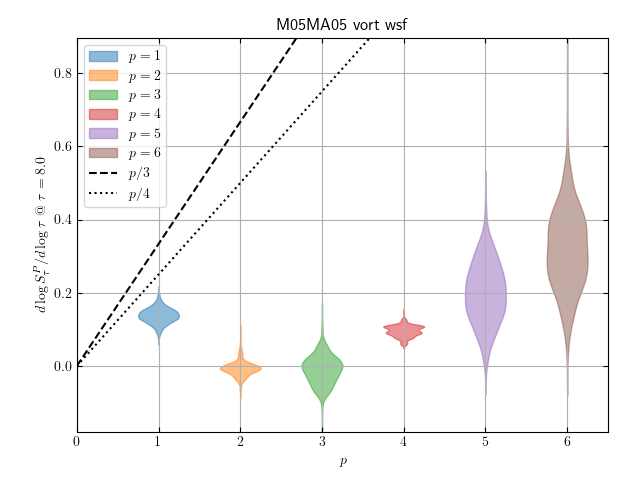 M05MA05 vort wsf
d log S_τ^p / d log τ @ τ = 8.0
0.8
0.6
0.4
0.2
0.0
p = 1
p = 2
p = 3
p = 4
p = 5
p = 6
p/3
p/4
0 1 2 3 4 5 6
p